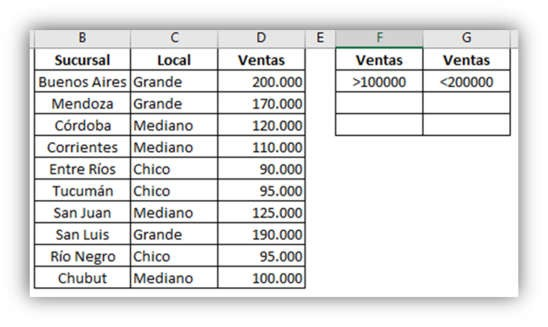 B C D E F G
Sucursal Local Ventas Ventas Ventas
Buenos Aires Grande 200.000 >100000 <200000
Mendoza Grande 170.000
Córdoba Mediano 120.000
Corrientes Mediano 110.000
Entre Ríos Chico 90.000
Tucumán Chico 95.000
San Juan Mediano 125.000
San Luis Grande 190.000
Río Negro Chico 95.000
Chubut Mediano 100.000